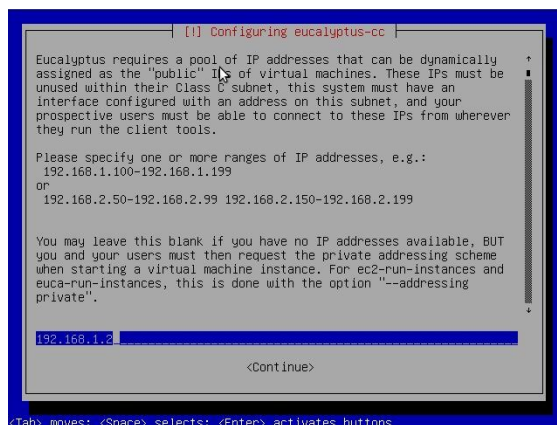 [!] Configuring eucalyptus-cc
Eucalyptus requires a pool of IP addresses that can be dynamically
assigned as the "public" IPs of virtual machines. These IPs must be
unused within their Class C subnet, this system must have an
interface configured with an address on this subnet, and your
prospective users must be able to connect to these IPs from wherever
they run the client tools.
Please specify one or more ranges of IP addresses, e.g.:
192.168.1.100-192.168.1.199
or
192.168.2.50-192.168.2.99 192.168.2.150-192.168.2.199
You may leave this blank if you have no IP addresses available, BUT
you and your users must then request the private addressing scheme
when starting a virtual machine instance. For ec2-run-instances and
euca-run-instances, this is done with the option "--addressing
private".
192.168.1.2_
<Continue>
<Tab> moves; <Space> selects; <Enter> activates buttons